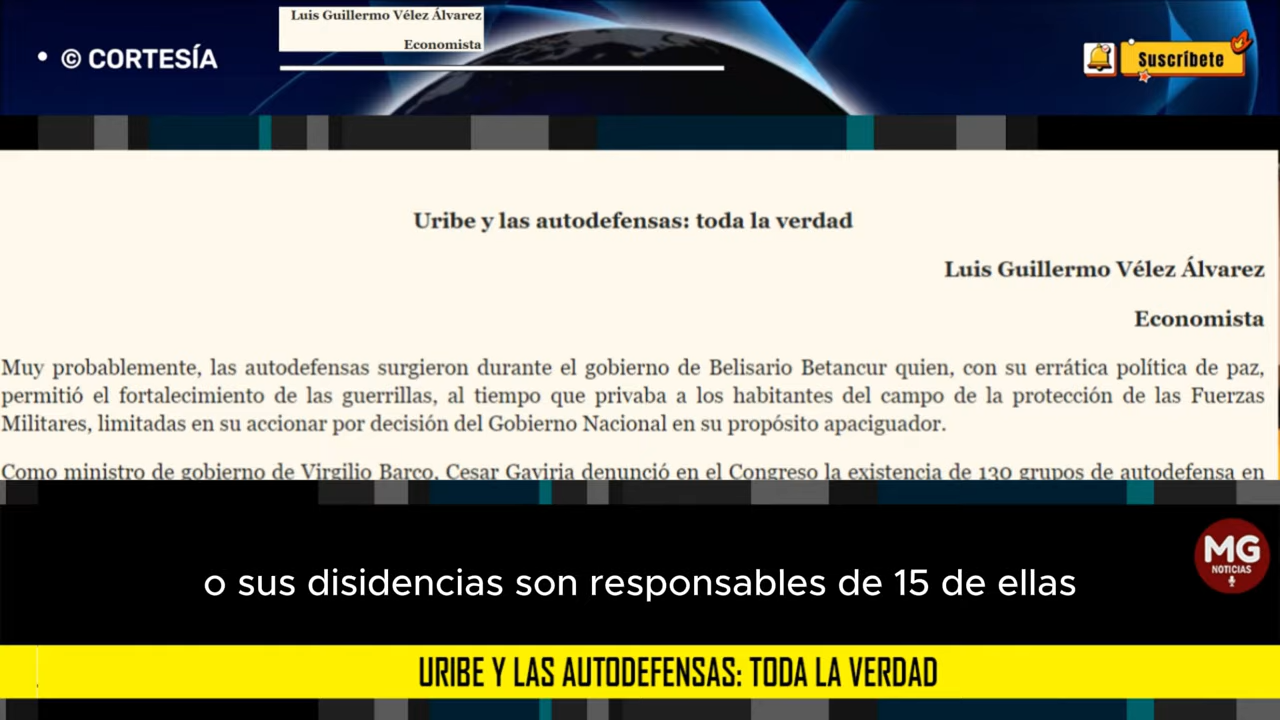 Luis Guillermo Vélez Álvarez
Economista
• © CORTESÍA
Suscríbete
Uribe y las autodefensas: toda la verdad
Luis Guillermo Vélez Álvarez
Economista
Muy probablemente, las autodefensas surgieron durante el gobierno de Belisario Betancur quien, con su errática política de paz,
permitió el fortalecimiento de las guerrillas, al tiempo que privaba a los habitantes del campo de la protección de las Fuerzas
Militares, limitadas en su accionar por decisión del Gobierno Nacional en su propósito apaciguador.
Como ministro de gobierno de Virgilio Barco, Cesar Gaviria denunció en el Congreso la existencia de 130 grupos de autodefensa en
MG
NOTICIAS
o sus disidencias son responsables de 15 de ellas
URIBE Y LAS AUTODEFENSAS: TODA LA VERDAD